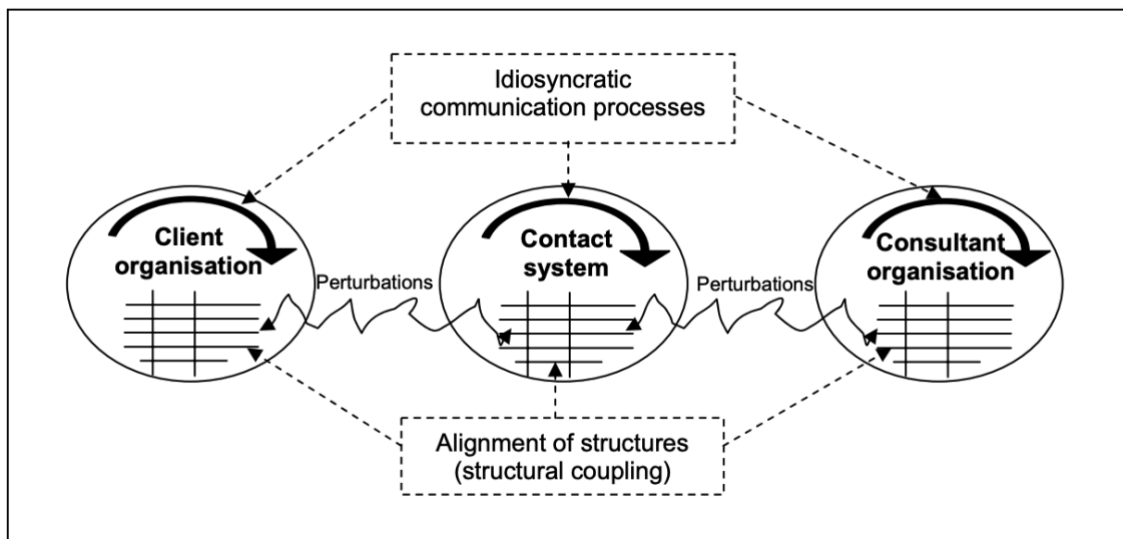 Idiosyncratic
communication processes
Client
organisation
Perturbations
Contact
system
Perturbations
Consultant
organisation
Alignment of structures
(structural coupling)